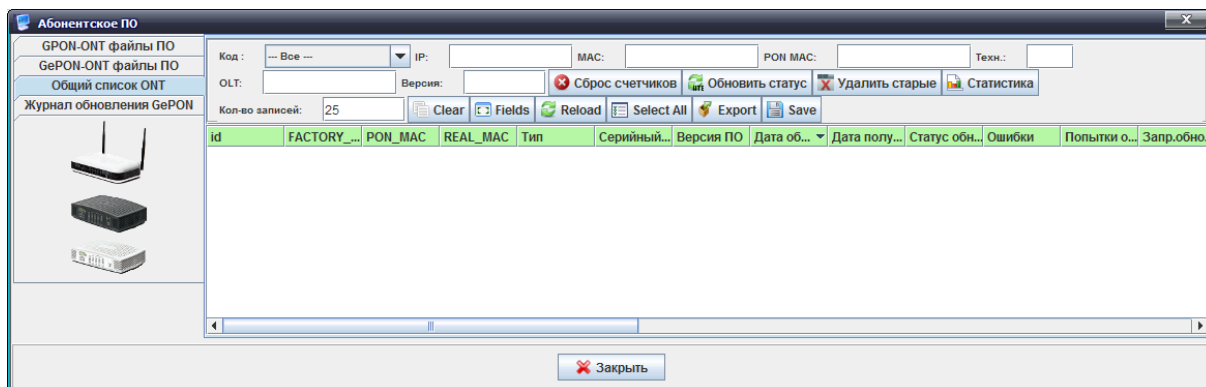 Абонентское ПО
GPON-ONT файлы ПО
GePON-ONT файлы ПО
Общий список ONT
Журнал обновления GePON
Код : --- Все --- IP: MAC: PON MAC: Техн.:
OLT: Версия: Сброс счетчиков Обновить статус Удалить старые Статистика
Кол-во записей: 25 Clear Fields Reload Select All Export Save
id FACTORY_... PON_MAC REAL_MAC Тип Серийный... Версия ПО Дата об... Дата полу... Статус обн... Ошибки Попытки о... Запр.обно.
Закрыть